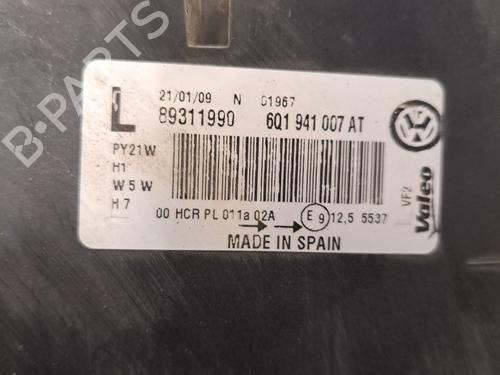 21/01/09 N 01967
L 89311990 6Q1 941 007 AT
PY21W
H1
W5W
H7
00 HCR PL 011a 02A E9 12,5 5537
MADE IN SPAIN
VF2
Valeo
B-PARTS